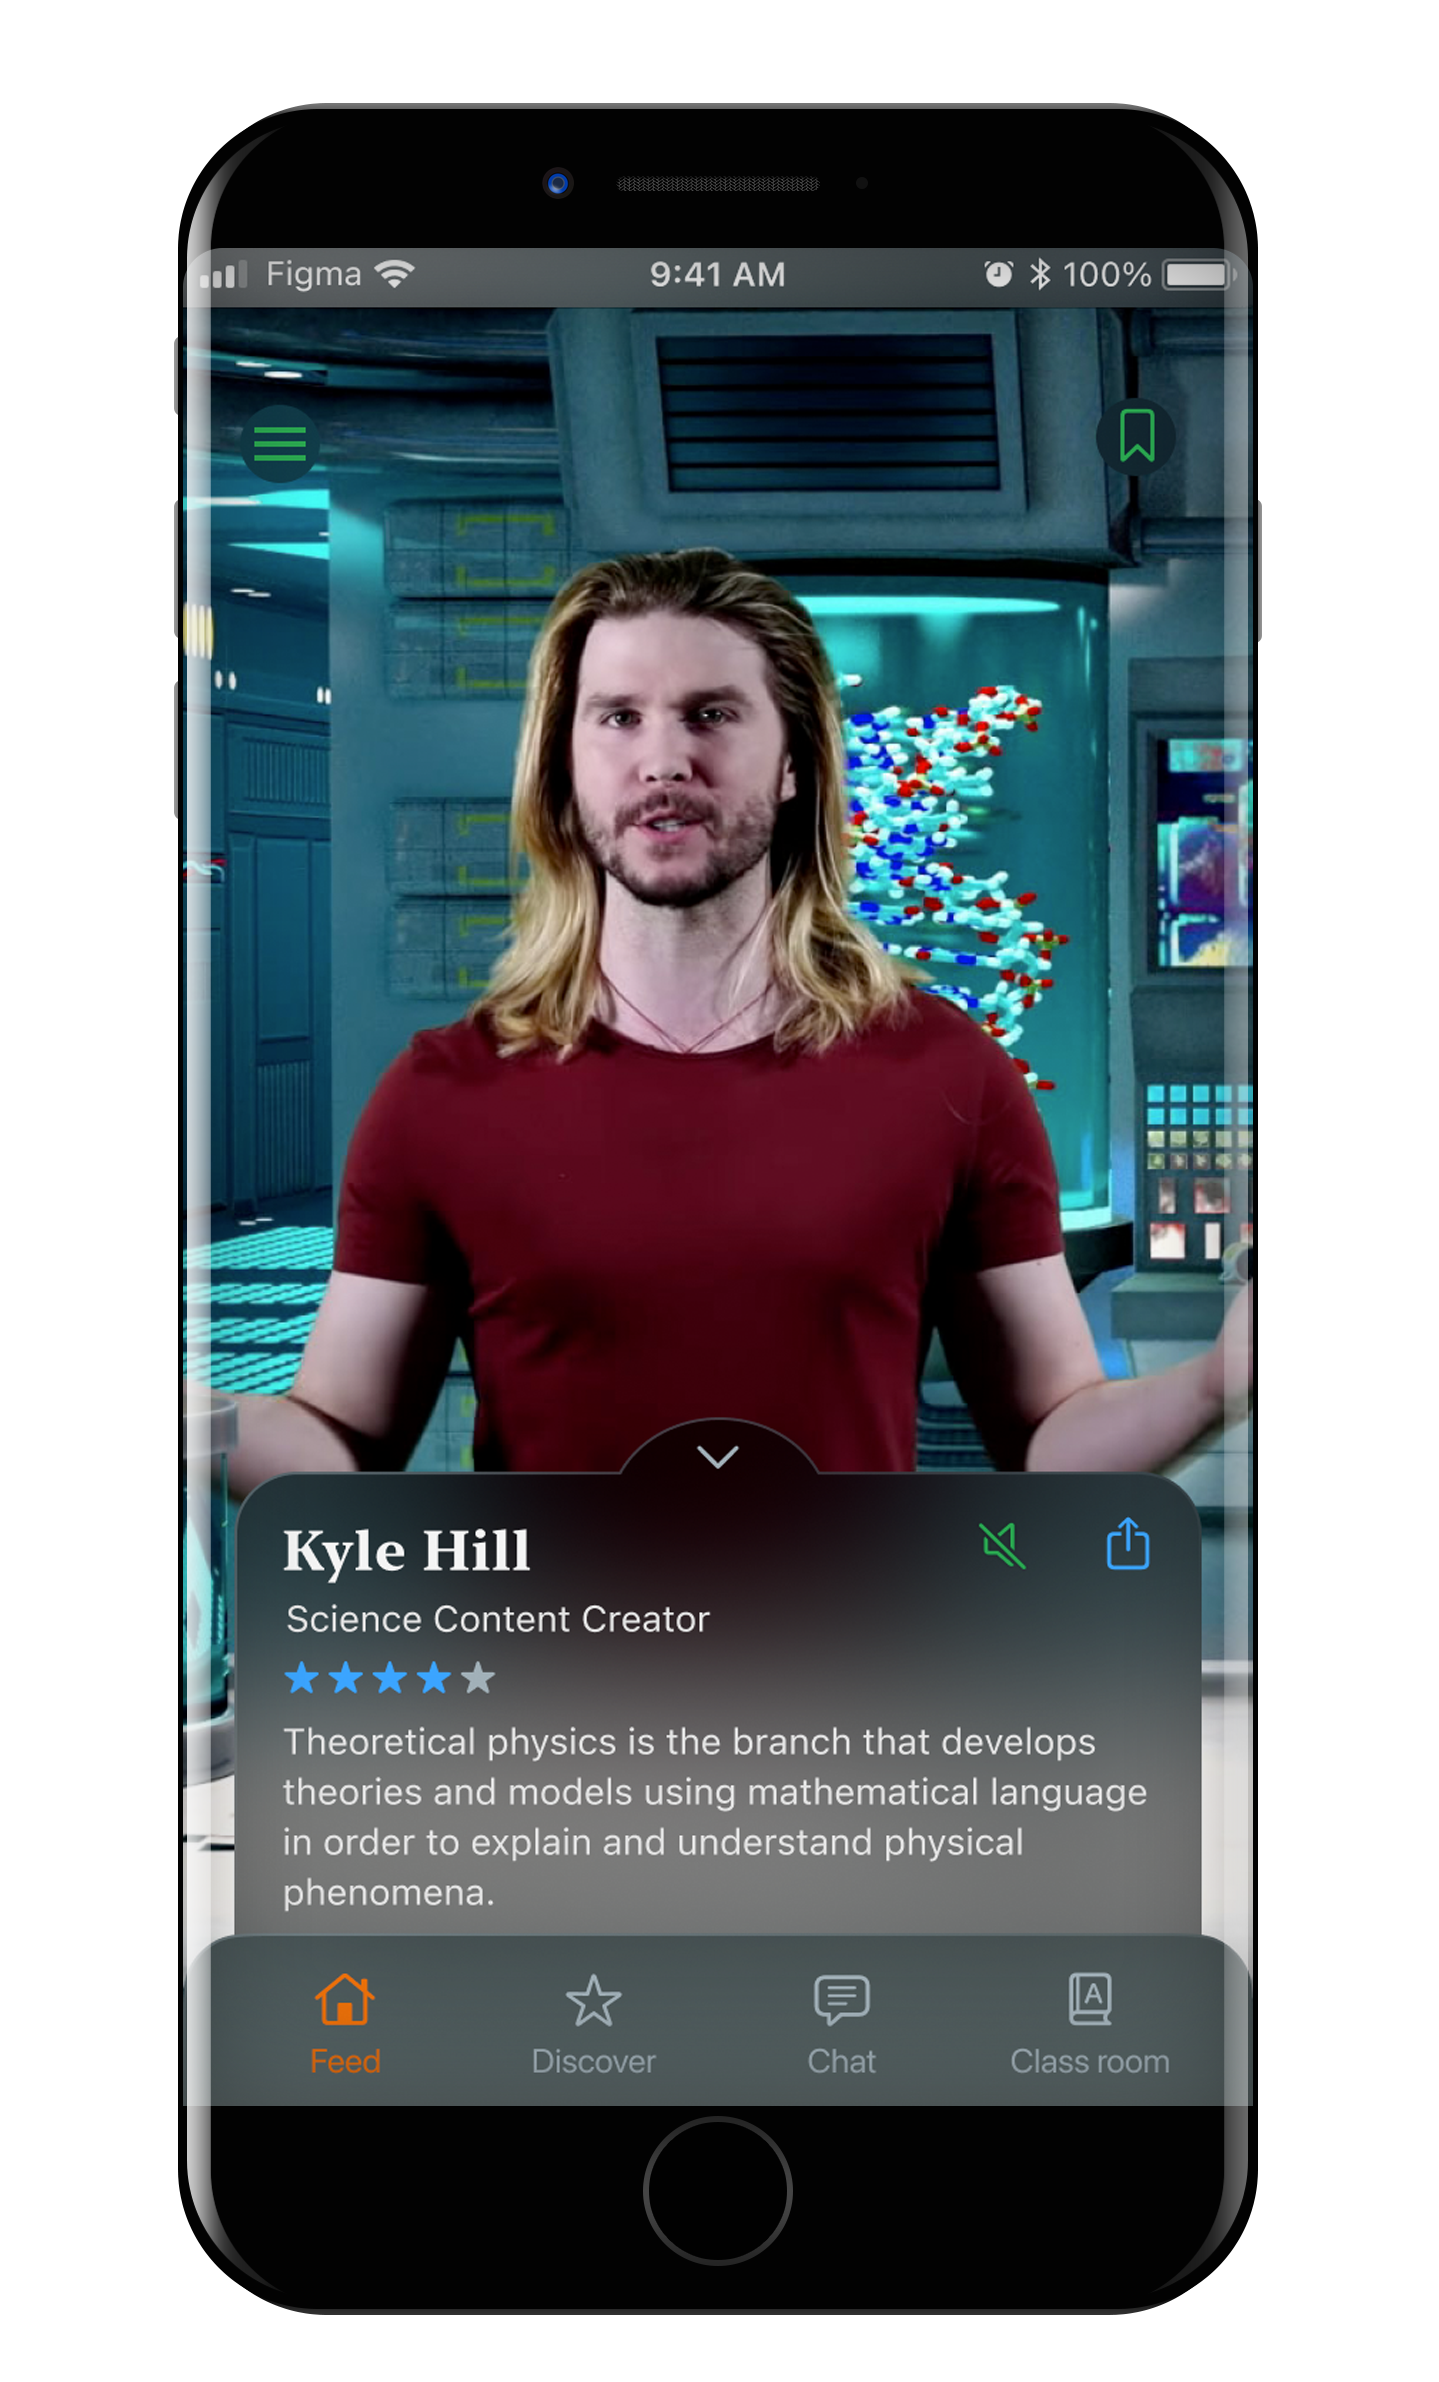 Figma 9:41 AM 100%
Kyle Hill
Science Content Creator
Theoretical physics is the branch that develops
theories and models using mathematical language
in order to explain and understand physical
phenomena.
A
Feed Discover Chat Class room